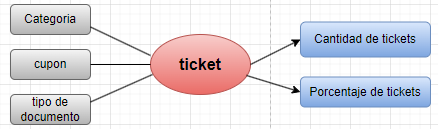 Categoria
cupon
tipo de
documento
ticket
Cantidad de tickets
Porcentaje de tickets